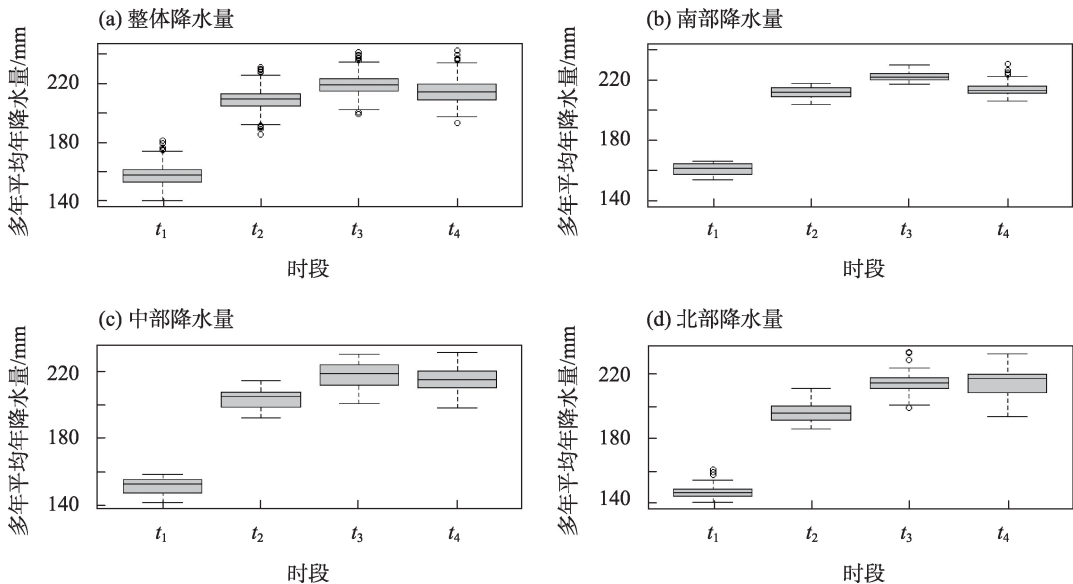 (a) 整体降水量
多年平均年降水量/mm
220
180
140
t₁ t₂ t₃ t₄
时段
(b) 南部降水量
多年平均年降水量/mm
220
180
140
t₁ t₂ t₃ t₄
时段
(c) 中部降水量
多年平均年降水量/mm
220
180
140
t₁ t₂ t₃ t₄
时段
(d) 北部降水量
多年平均年降水量/mm
220
180
140
t₁ t₂ t₃ t₄
时段